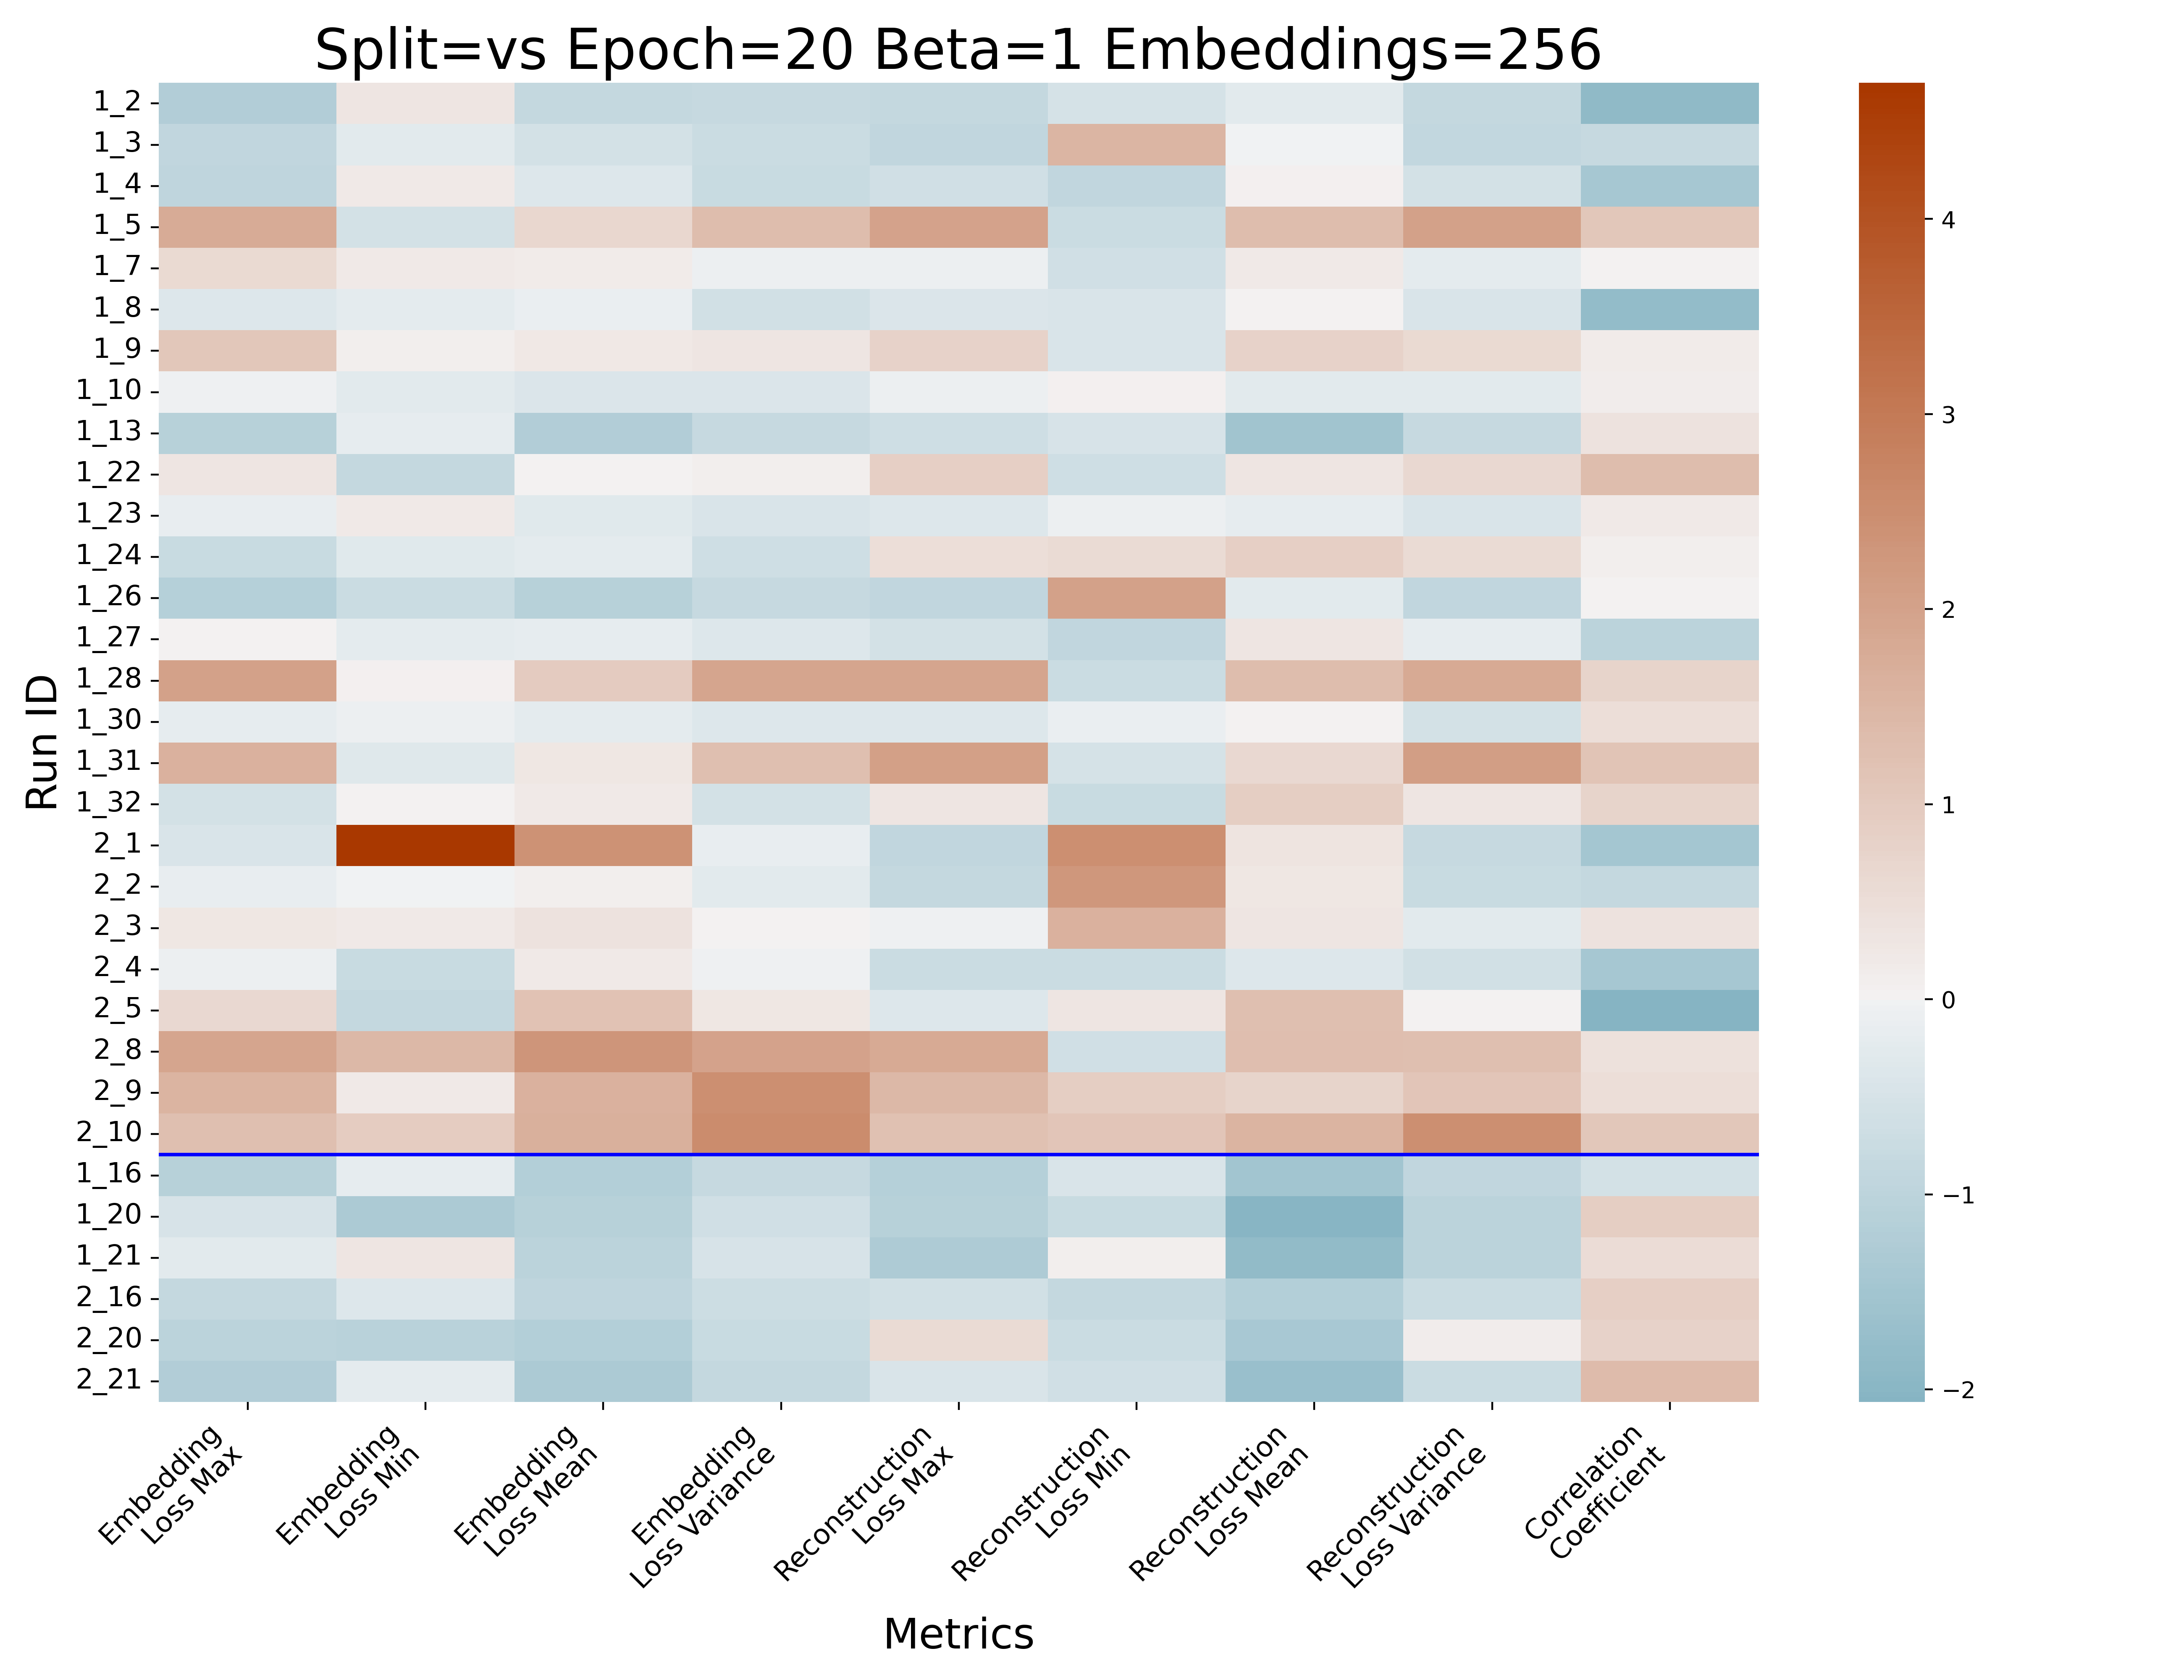 Split=vs Epoch=20 Beta=1 Embeddings=256
Run ID
1_2
1_3
1_4
1_5
1_7
1_8
1_9
1_10
1_13
1_22
1_23
1_24
1_26
1_27
1_28
1_30
1_31
1_32
2_1
2_2
2_3
2_4
2_5
2_8
2_9
2_10
1_16
1_20
1_21
2_16
2_20
2_21
Embedding
Loss Max
Embedding
Loss Min
Embedding
Loss Mean
Embedding
Loss Variance
Reconstruction
Loss Max
Reconstruction
Loss Min
Reconstruction
Loss Mean
Reconstruction
Loss Variance
Correlation
Coefficient
Metrics
4
3
2
1
0
−1
−2